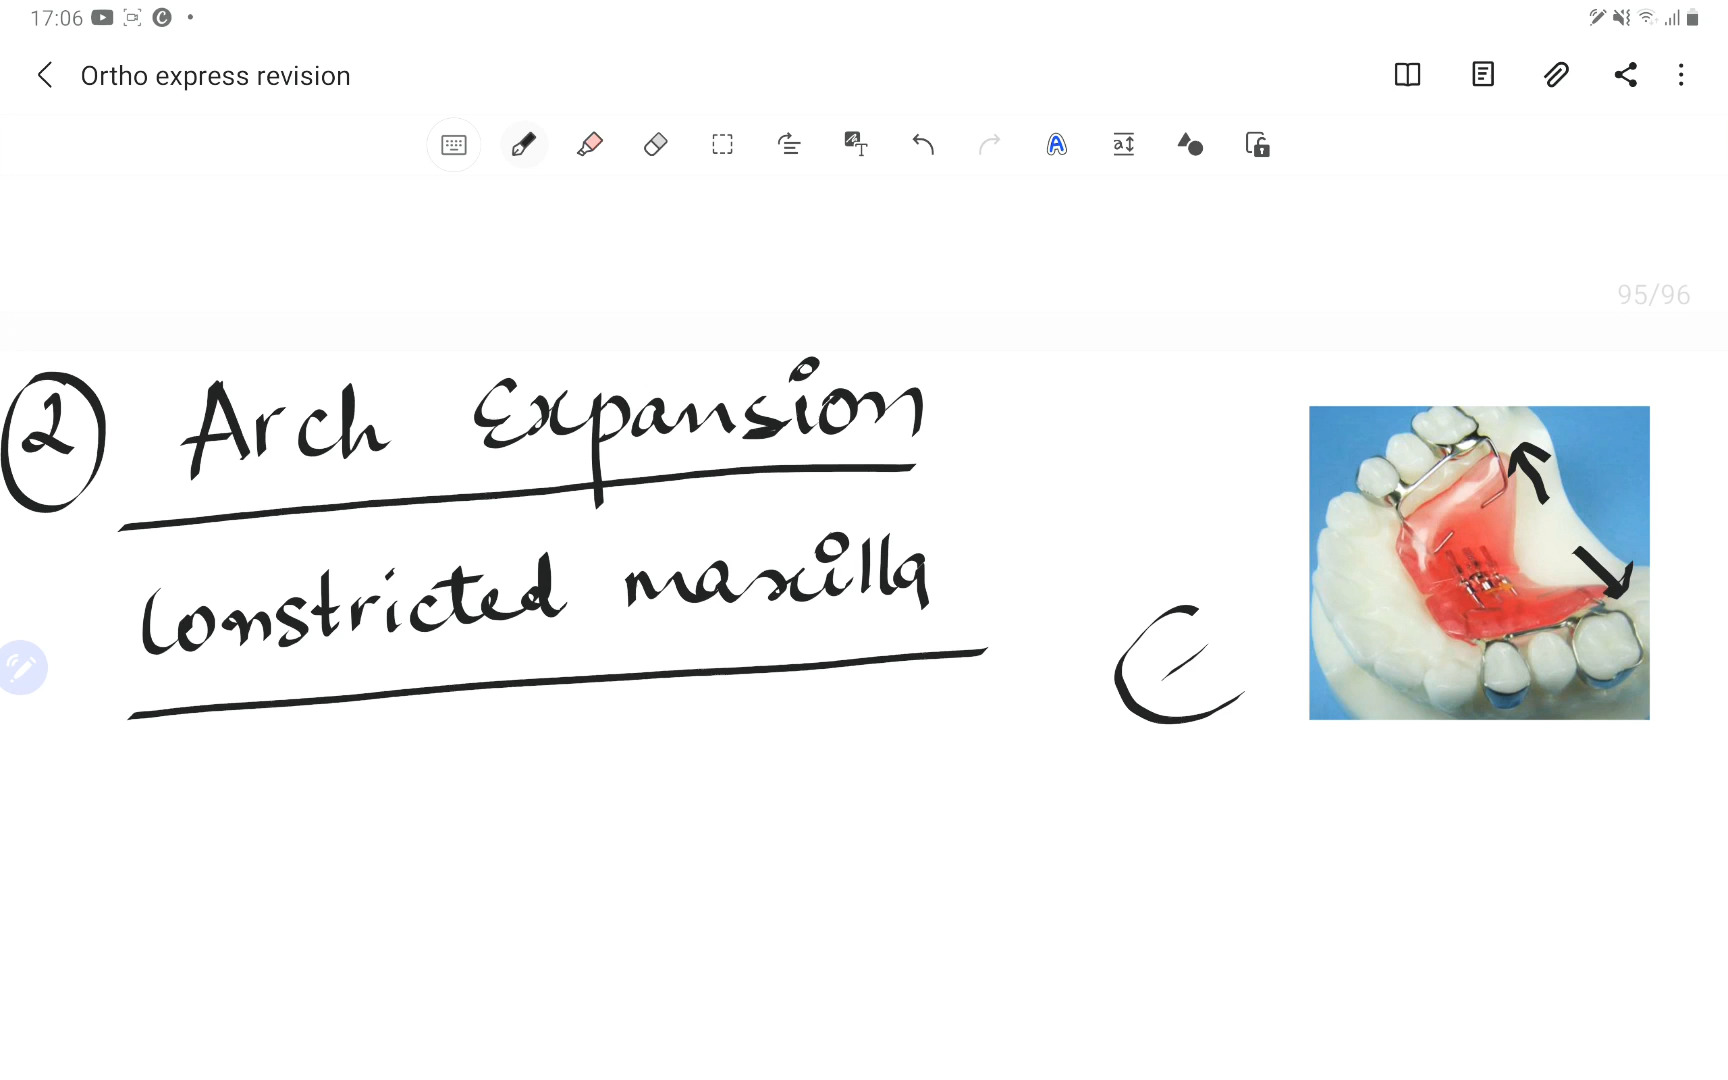 17:06
Ortho express revision
95/96
2 Arch Expansion
Constricted maxilla